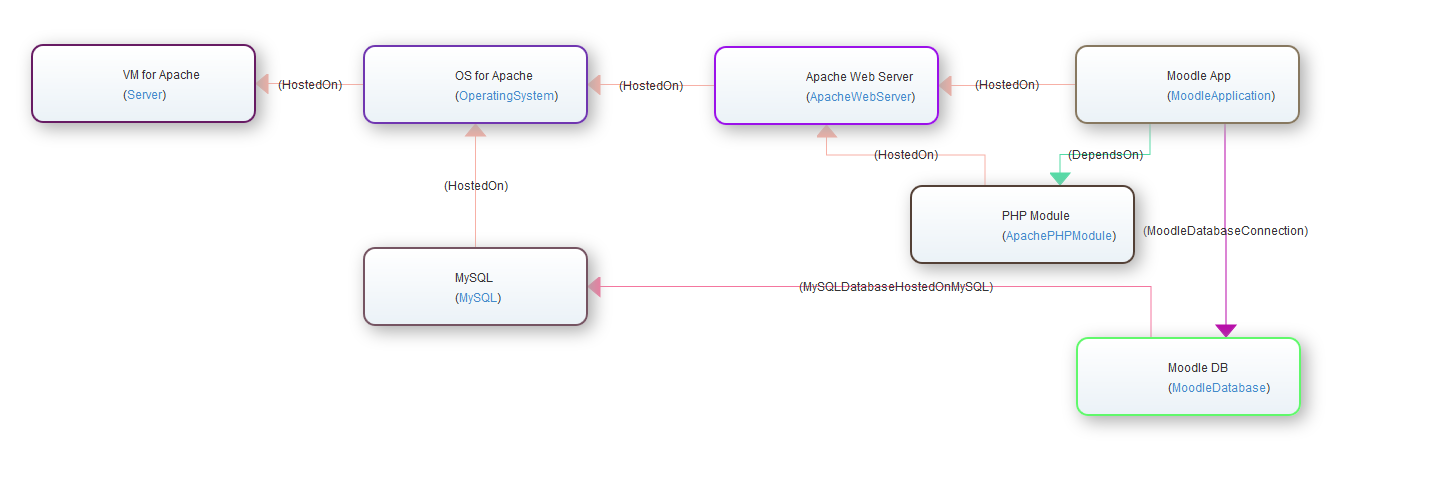 VM for Apache
(Server)
(HostedOn)
OS for Apache
(OperatingSystem)
(HostedOn)
Apache Web Server
(ApacheWebServer)
(HostedOn)
Moodle App
(MoodleApplication)
(HostedOn)
(DependsOn)
(HostedOn)
PHP Module
(ApachePHPModule)
(MoodleDatabaseConnection)
MySQL
(MySQL)
(MySQLDatabaseHostedOnMySQL)
Moodle DB
(MoodleDatabase)